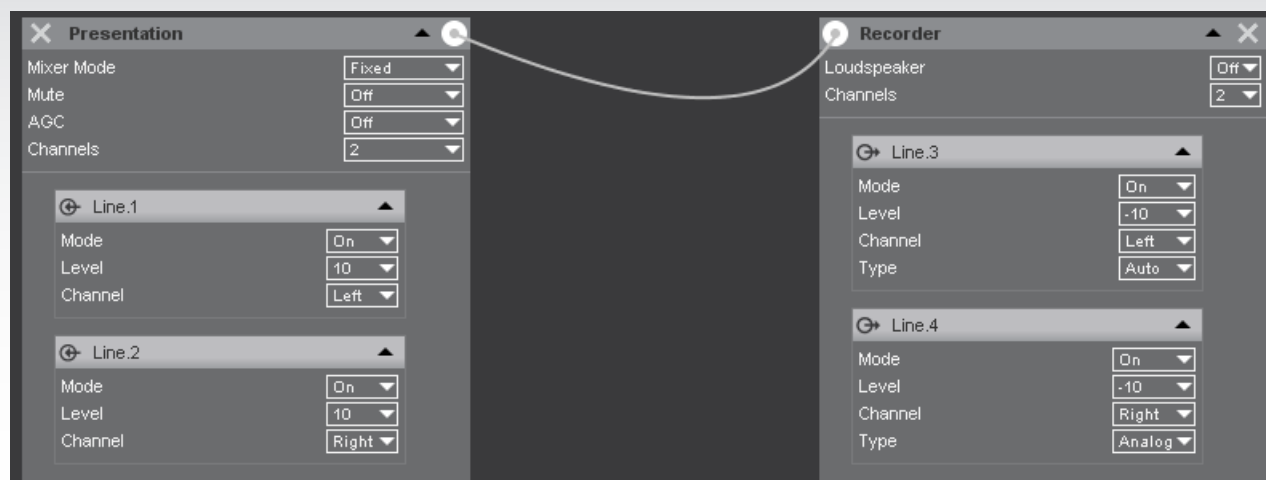 Presentation
Mixer Mode Fixed
Mute Off
AGC Off
Channels 2
Line.1
Mode On
Level 10
Channel Left
Line.2
Mode On
Level 10
Channel Right
Recorder
Loudspeaker Off
Channels 2
Line.3
Mode On
Level -10
Channel Left
Type Auto
Line.4
Mode On
Level -10
Channel Right
Type Analog